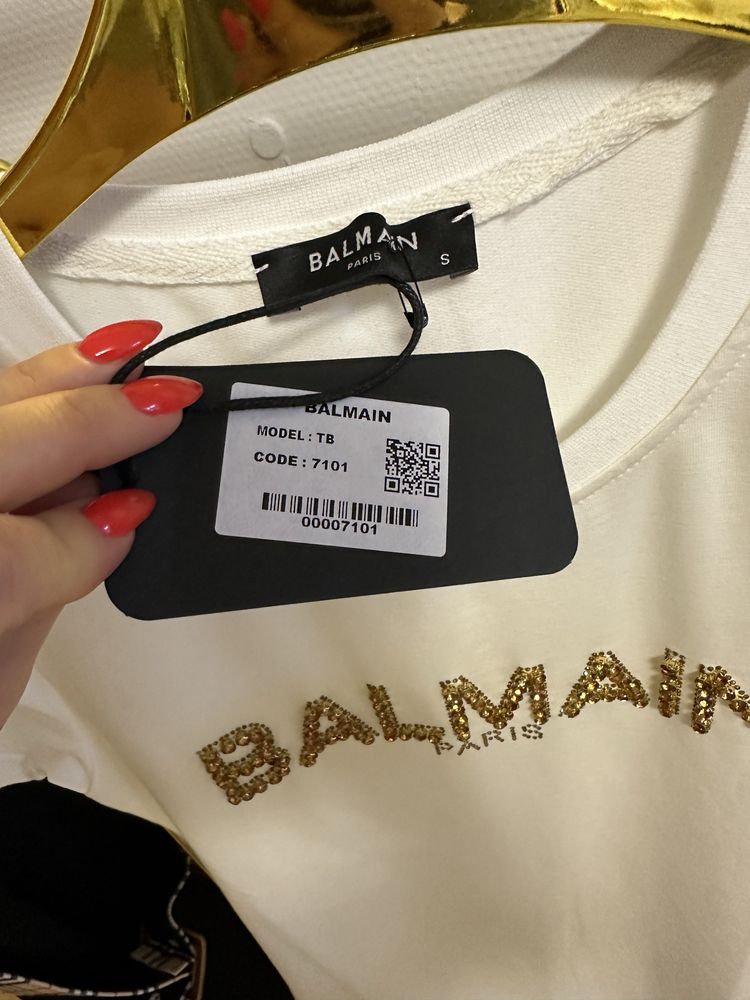 BALMAIN
PARIS
S
BALMAIN
MODEL : TB
CODE : 7101
00007101
BALMAIN
PARIS